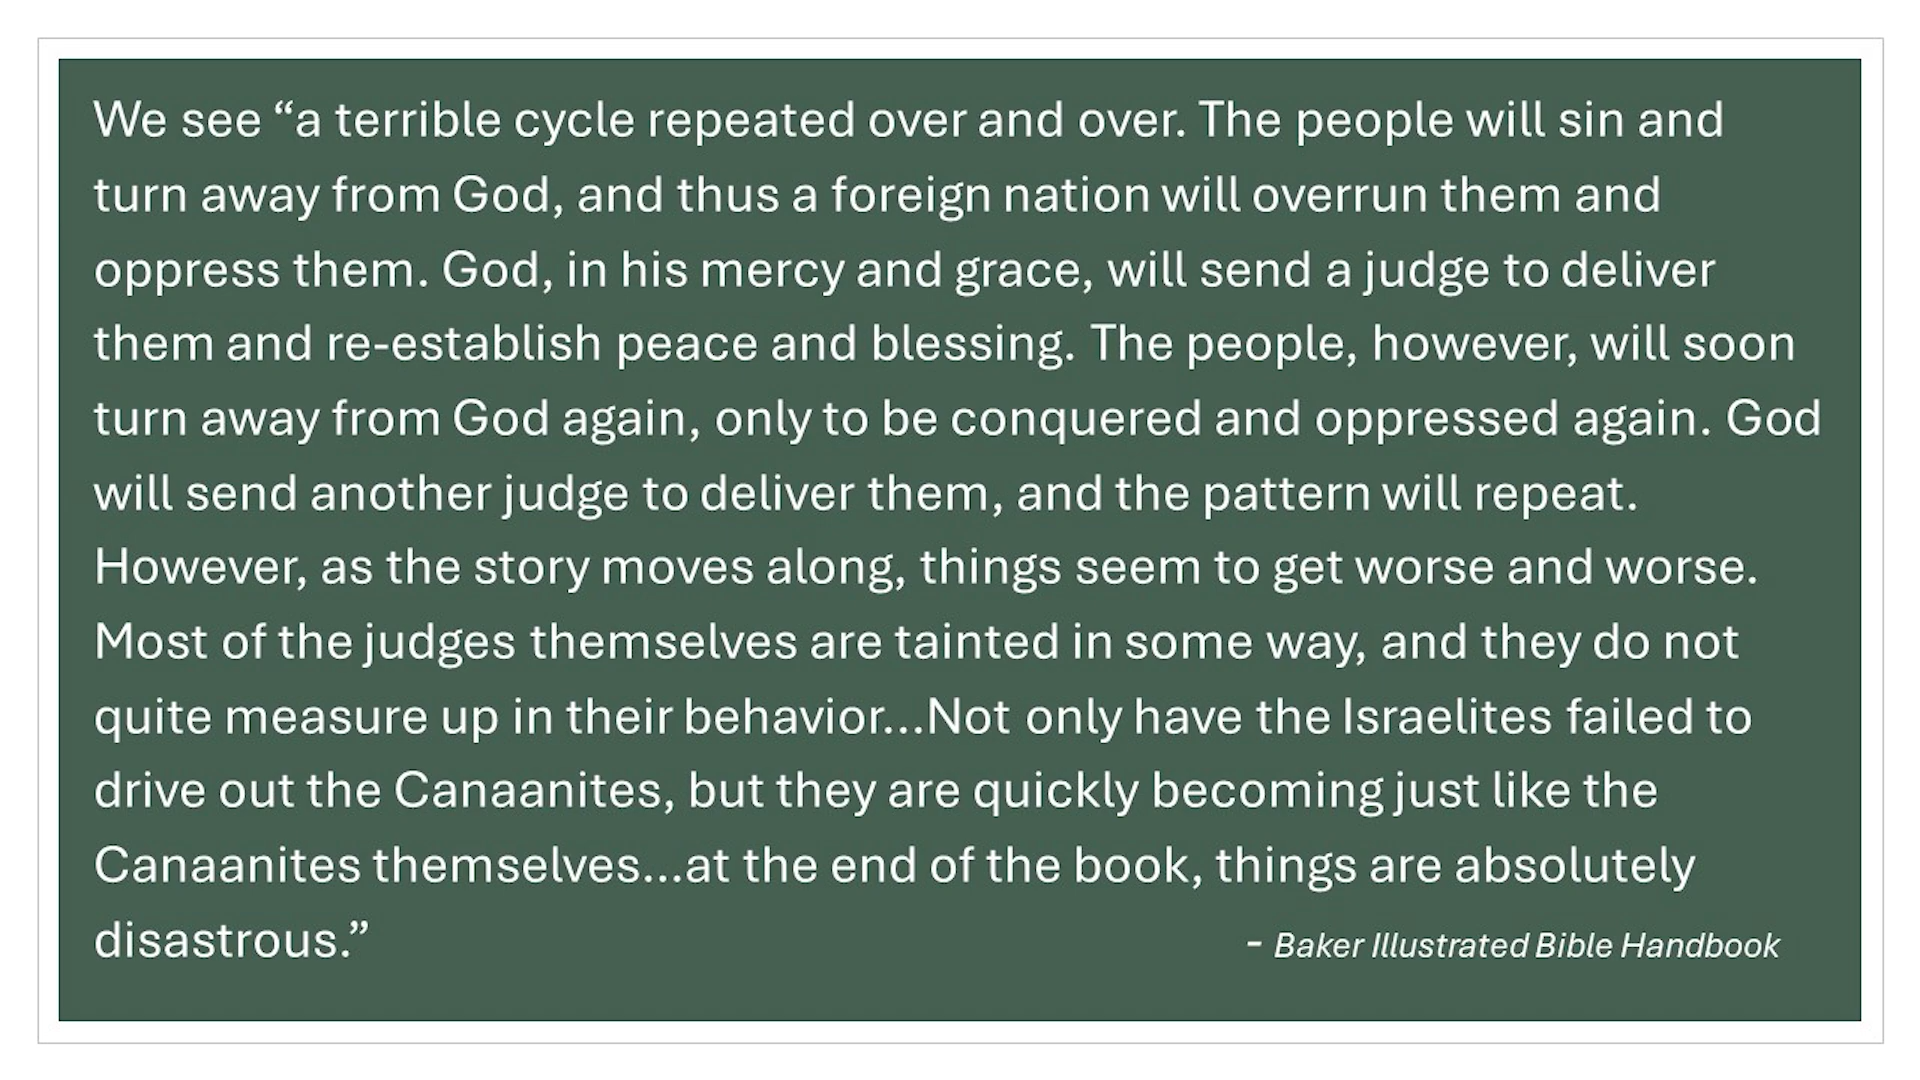 We see “a terrible cycle repeated over and over. The people will sin and
turn away from God, and thus a foreign nation will overrun them and
oppress them. God, in his mercy and grace, will send a judge to deliver
them and re-establish peace and blessing. The people, however, will soon
turn away from God again, only to be conquered and oppressed again. God
will send another judge to deliver them, and the pattern will repeat.
However, as the story moves along, things seem to get worse and worse.
Most of the judges themselves are tainted in some way, and they do not
quite measure up in their behavior...Not only have the Israelites failed to
drive out the Canaanites, but they are quickly becoming just like the
Canaanites themselves...at the end of the book, things are absolutely
disastrous.” - Baker Illustrated Bible Handbook